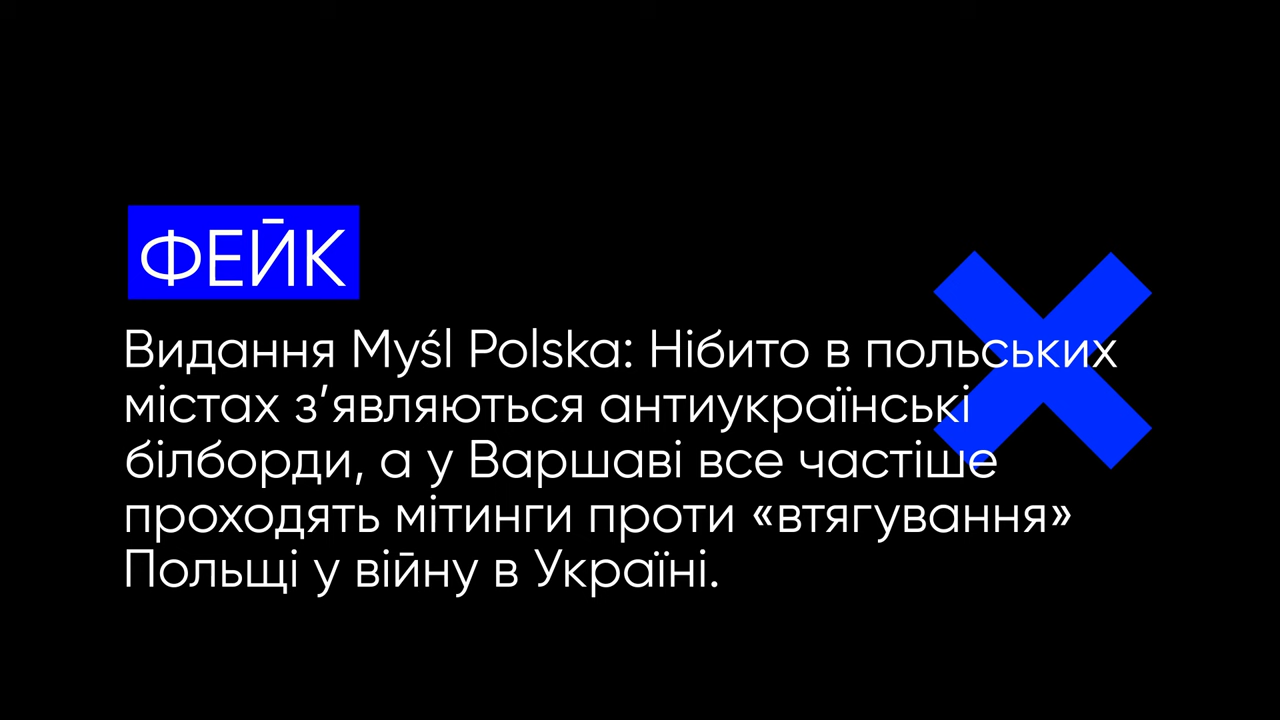 ФЕЙК
Видання Myśl Polska: Нібито в польських
містах з’являються антиукраїнські
білборди, а у Варшаві все частіше
проходять мітинги проти «втягування»
Польщі у війну в Україні.